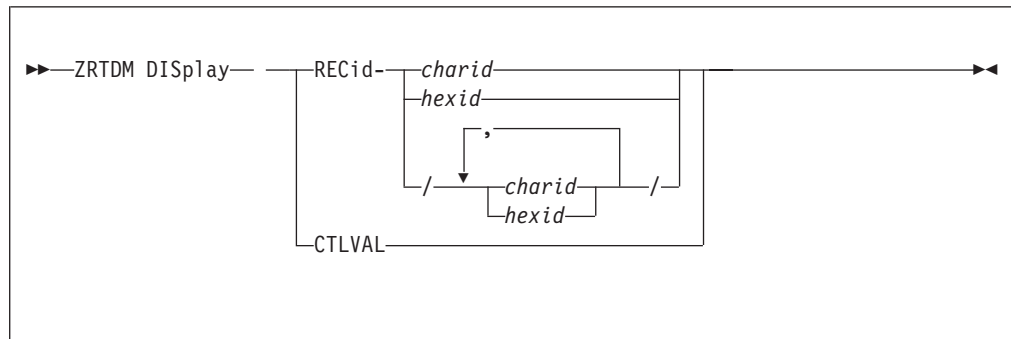 ZRTDM DISplay RECid- charid
hexid
,
/ charid /
hexid
CTLVAL